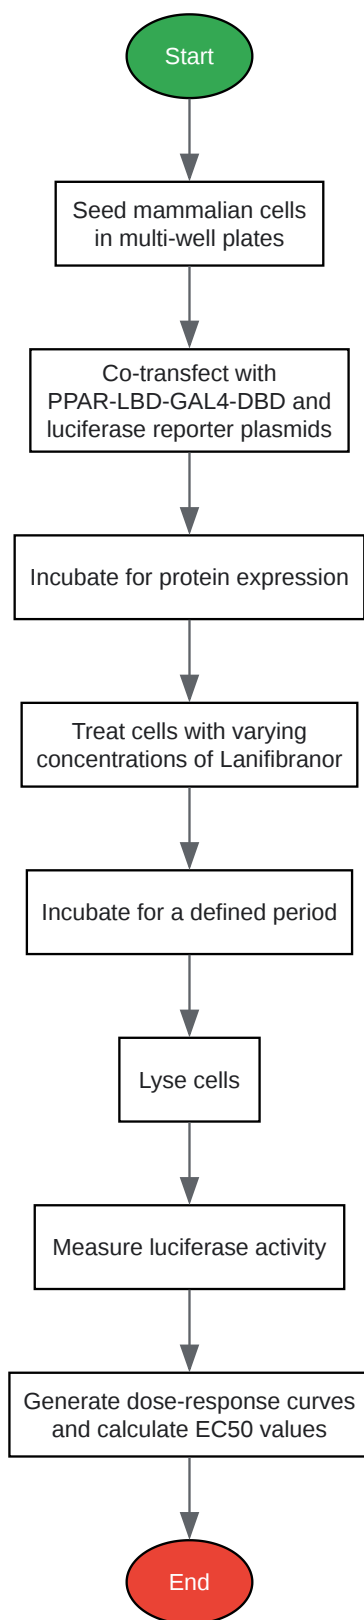 Start
Seed mammalian cells
in multi-well plates
Co-transfect with
PPAR-LBD-GAL4-DBD and
luciferase reporter plasmids
Incubate for protein expression
Treat cells with varying
concentrations of Lanifibranor
Incubate for a defined period
Lyse cells
Measure luciferase activity
Generate dose-response curves
and calculate EC50 values
End